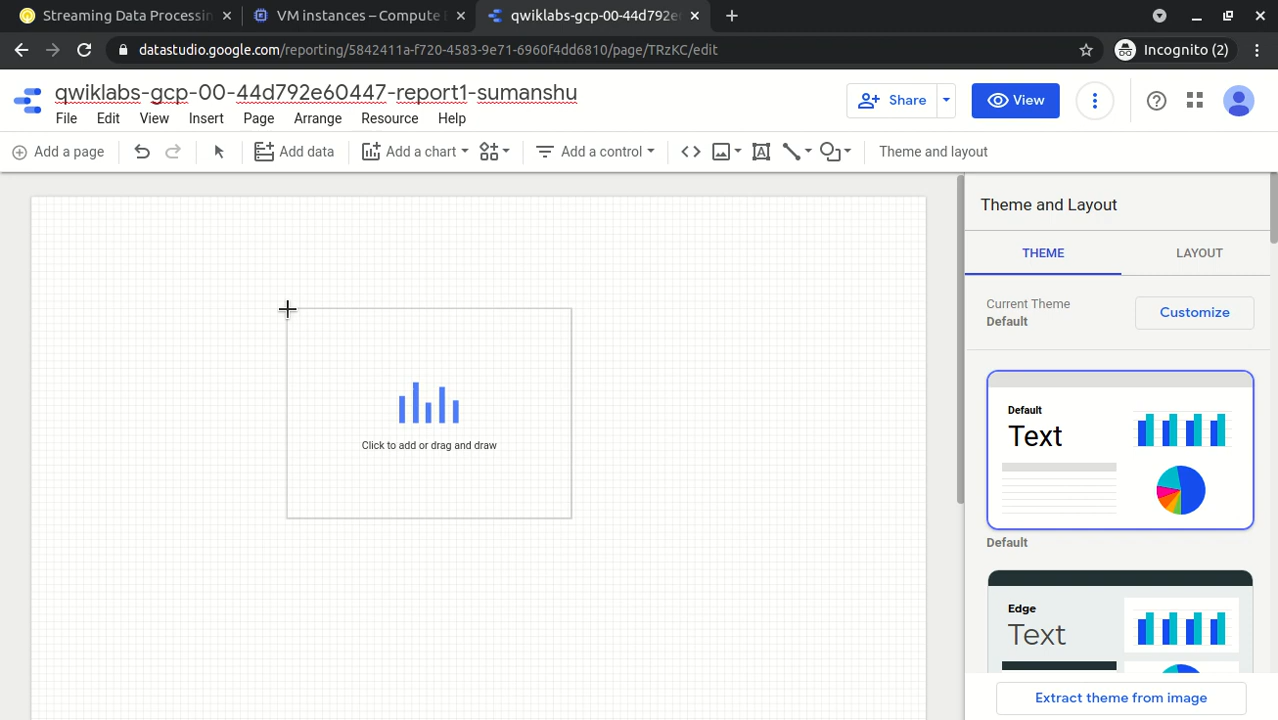 Streaming Data Processin
VM instances – Compute E
qwiklabs-gcp-00-44d792e
datastudio.google.com/reporting/5842411a-f720-4583-9e71-6960f4dd6810/page/TRzKC/edit
Incognito (2)
qwiklabs-gcp-00-44d792e60447-report1-sumanshu
Share
View
File Edit View Insert Page Arrange Resource Help
Add a page
Add data
Add a chart
Add a control
Theme and layout
Theme and Layout
THEME
LAYOUT
Current Theme
Default
Customize
Click to add or drag and draw
Default
Text
Default
Edge
Text
Extract theme from image